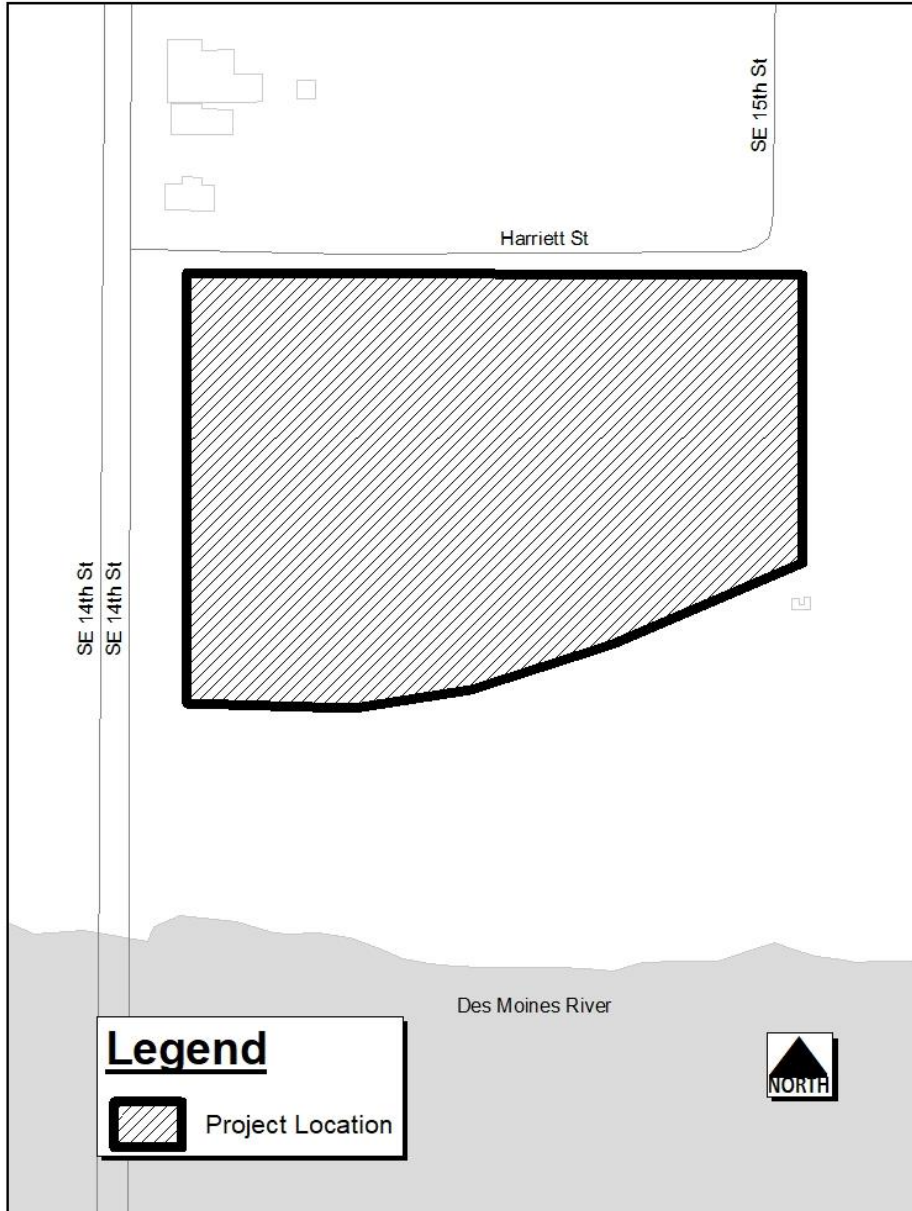 SE 15th St
Harriett St
SE 14th St
SE 14th St
Des Moines River
Legend
Project Location
NORTH